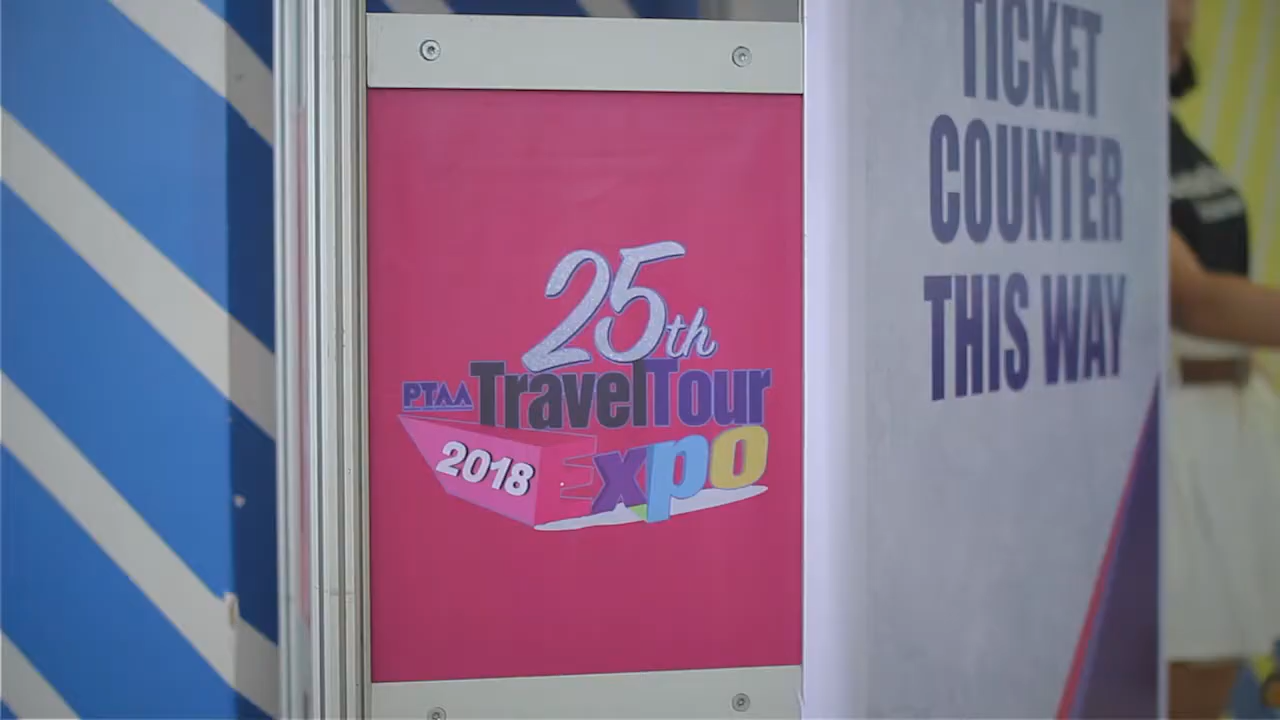 25th
PTAA TravelTour
2018 Expo
TICKET
COUNTER
THIS WAY